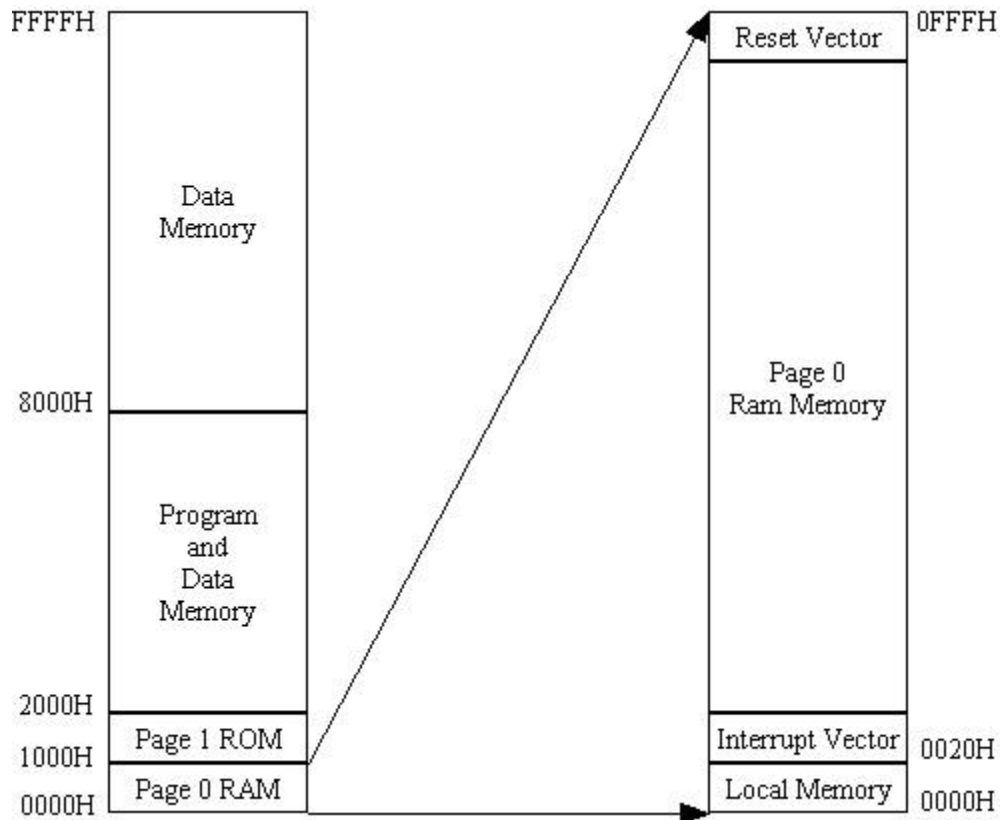 FFFFH
Data
Memory
8000H
Program
and
Data
Memory
2000H
Page 1 ROM
1000H
Page 0 RAM
0000H
Reset Vector
0FFFH
Page 0
Ram Memory
Interrupt Vector
0020H
Local Memory
0000H